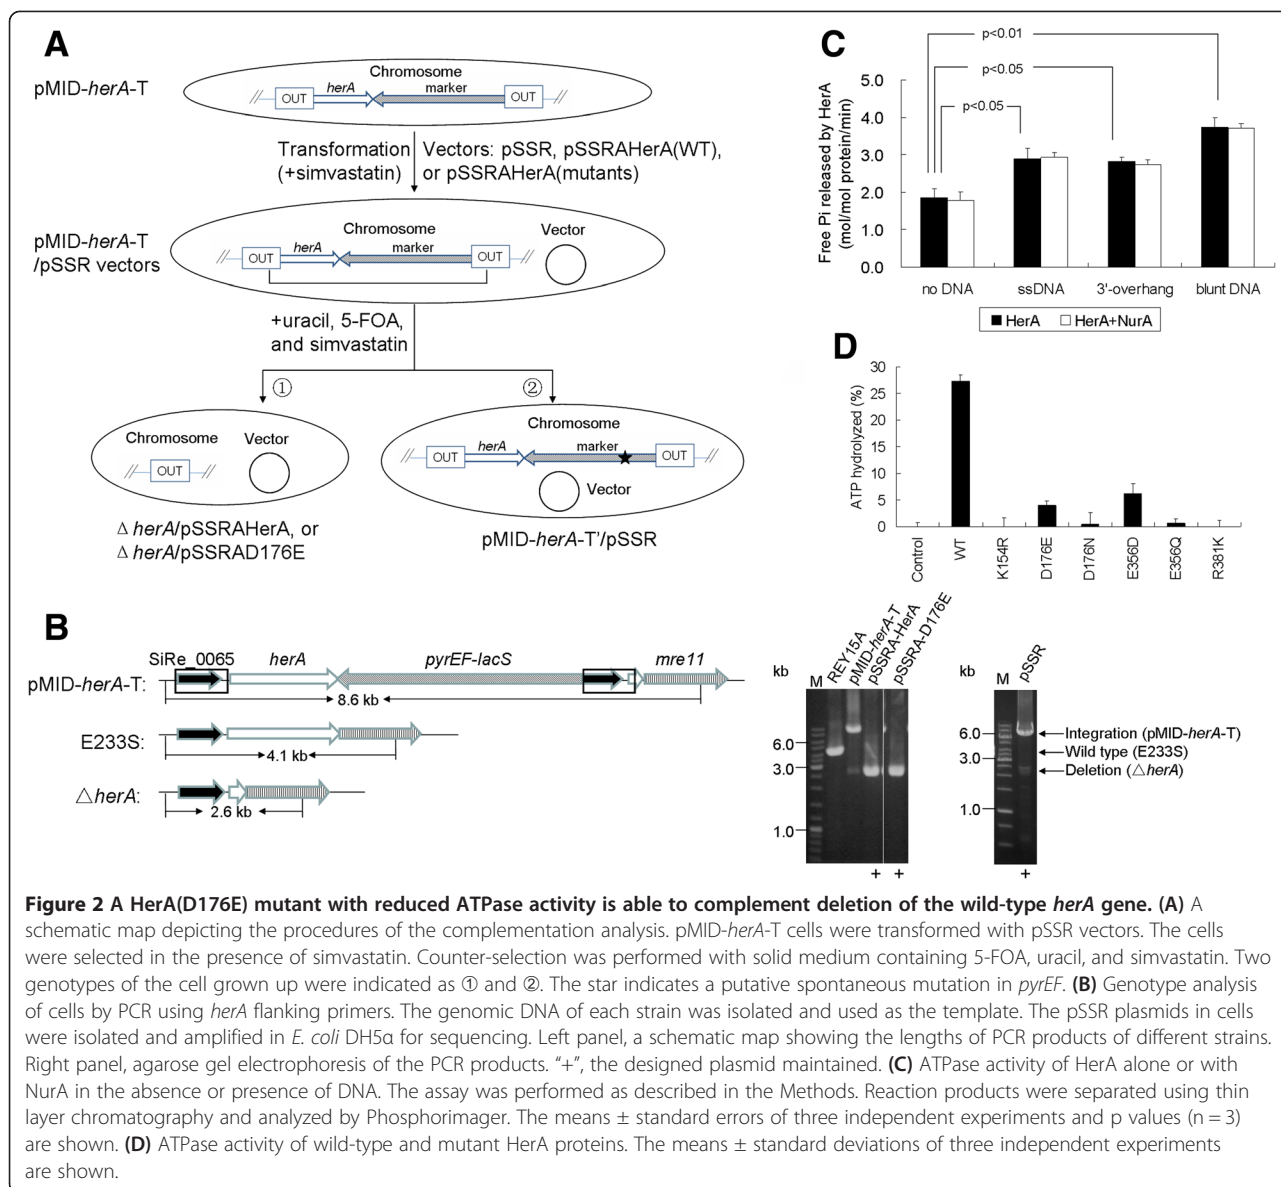 A
pMID-herA-T
Chromosome
OUT
herA
marker
OUT
Transformation
(+simvastatin)
Vectors: pSSR, pSSRAHerA(WT),
or pSSRAHerA(mutants)
pMID-herA-T
/pSSR vectors
Chromosome
Vector
OUT
herA
marker
OUT
+uracil, 5-FOA,
and simvastatin
①
②
Chromosome
Vector
OUT
Δ herA/pSSRAHerA, or
Δ herA/pSSRAD176E
Chromosome
OUT
herA
marker
OUT
Vector
pMID-herA-T'/pSSR
B
SiRe_0065
herA
pyrEF-lacS
mre11
pMID-herA-T:
8.6 kb
E233S:
4.1 kb
△herA:
2.6 kb
kb
M
REY15A
pMID-herA-T
pSSRA-HerA
pSSRA-D176E
6.0
3.0
1.0
+
+
kb
M
pSSR
6.0
3.0
1.0
Integration (pMID-herA-T)
Wild type (E233S)
Deletion (△herA)
+
C
p<0.01
p<0.05
p<0.05
Free Pi released by HerA
(mol/mol protein/min)
5.0
4.0
3.0
2.0
1.0
0.0
no DNA
ssDNA
3'-overhang
blunt DNA
HerA
HerA+NurA
D
ATP hydrolyzed (%)
30
25
20
15
10
5
0
Control
WT
K154R
D176E
D176N
E356D
E356Q
R381K
Figure 2 A HerA(D176E) mutant with reduced ATPase activity is able to complement deletion of the wild-type herA gene. (A) A
schematic map depicting the procedures of the complementation analysis. pMID-herA-T cells were transformed with pSSR vectors. The cells
were selected in the presence of simvastatin. Counter-selection was performed with solid medium containing 5-FOA, uracil, and simvastatin. Two
genotypes of the cell grown up were indicated as ① and ②. The star indicates a putative spontaneous mutation in pyrEF. (B) Genotype analysis
of cells by PCR using herA flanking primers. The genomic DNA of each strain was isolated and used as the template. The pSSR plasmids in cells
were isolated and amplified in E. coli DH5α for sequencing. Left panel, a schematic map showing the lengths of PCR products of different strains.
Right panel, agarose gel electrophoresis of the PCR products. “+”, the designed plasmid maintained. (C) ATPase activity of HerA alone or with
NurA in the absence or presence of DNA. The assay was performed as described in the Methods. Reaction products were separated using thin
layer chromatography and analyzed by Phosphorimager. The means ± standard errors of three independent experiments and p values (n = 3)
are shown. (D) ATPase activity of wild-type and mutant HerA proteins. The means ± standard deviations of three independent experiments
are shown.